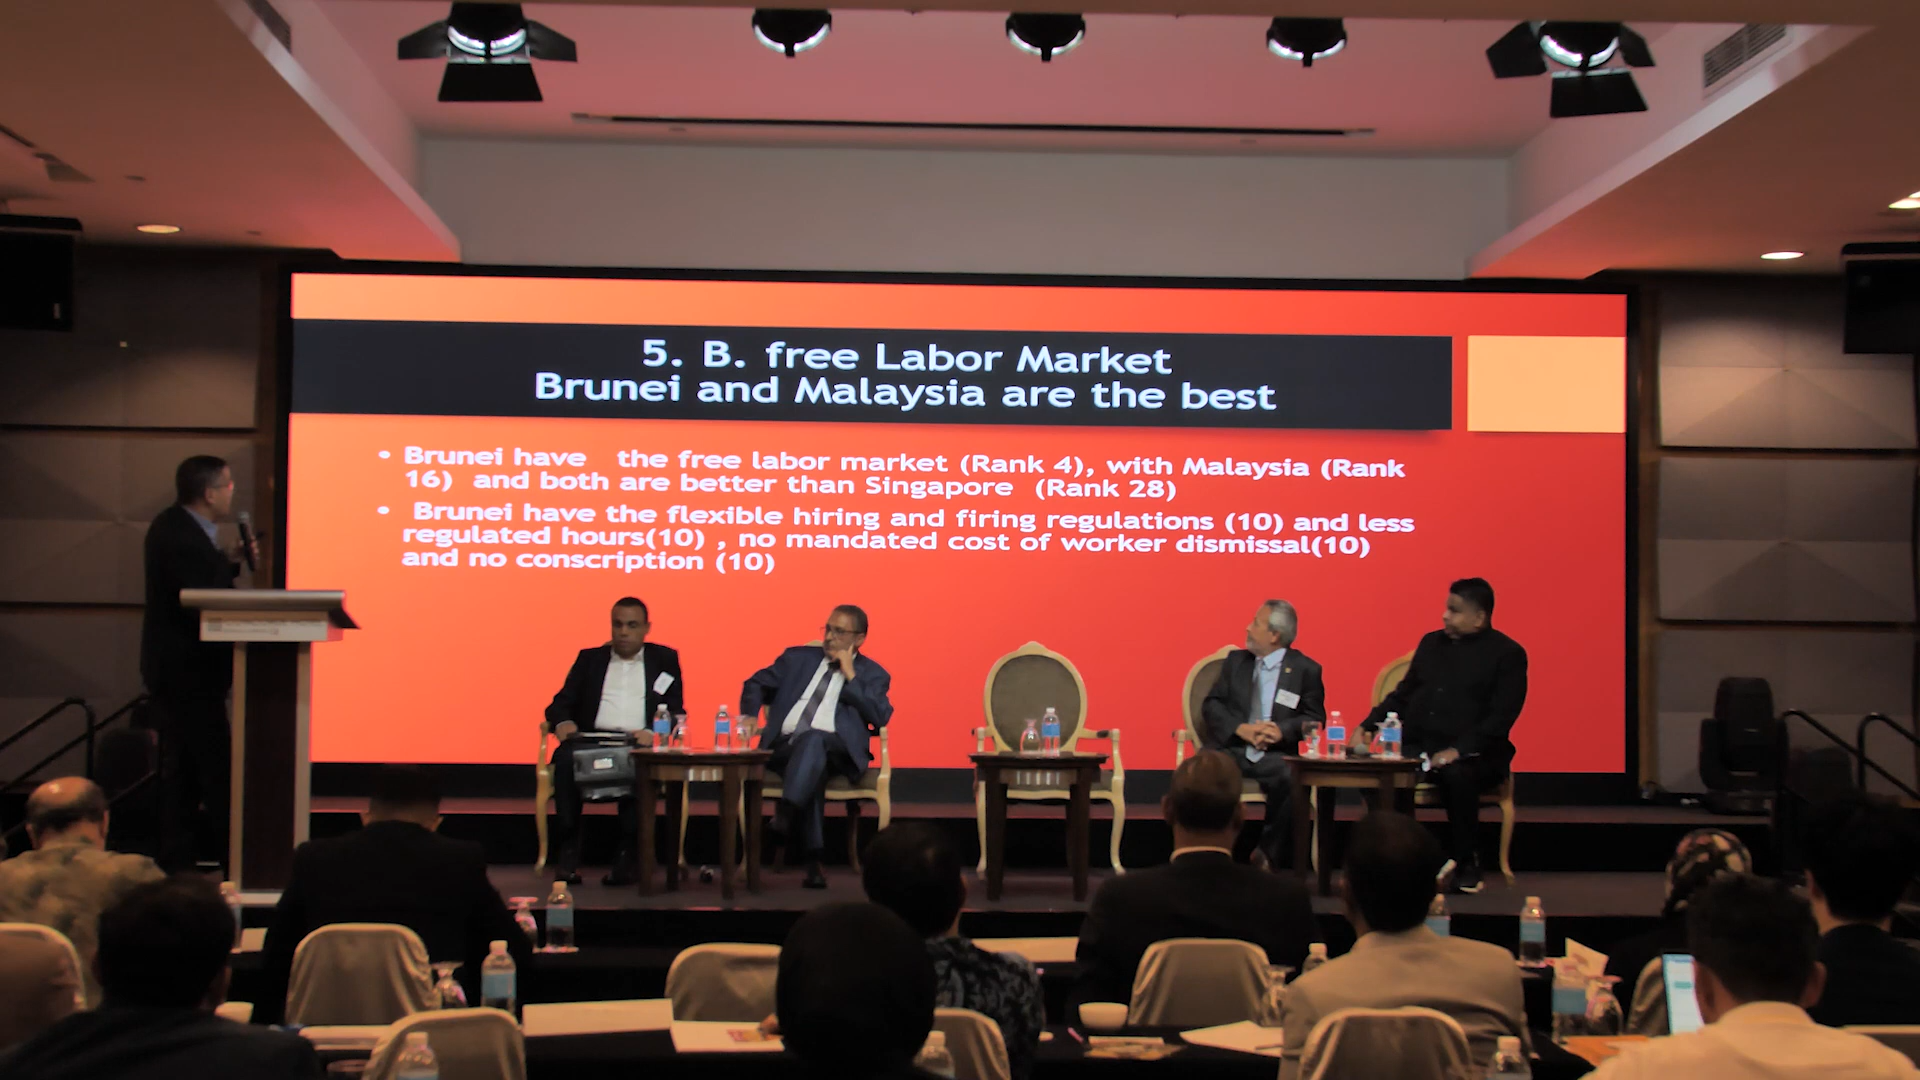 5. B. free Labor Market
Brunei and Malaysia are the best
• Brunei have the free labor market (Rank 4), with Malaysia (Rank
16) and both are better than Singapore (Rank 28)
• Brunei have the flexible hiring and firing regulations (10) and less
regulated hours(10) , no mandated cost of worker dismissal(10)
and no conscription (10)